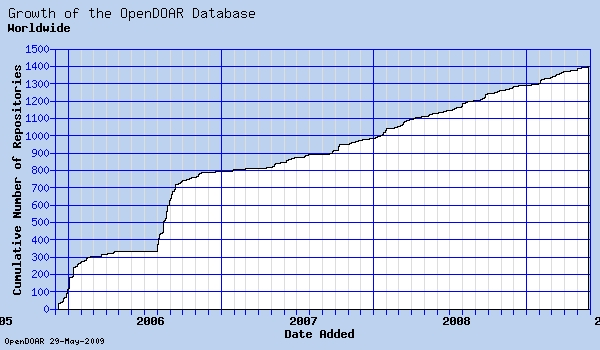 Growth of the OpenDOAR Database
Worldwide
Cumulative Number of Repositories
1500
1400
1300
1200
1100
1000
900
800
700
600
500
400
300
200
100
0
05 2006 2007 2008 2
Date Added
OpenDOAR 29-May-2009